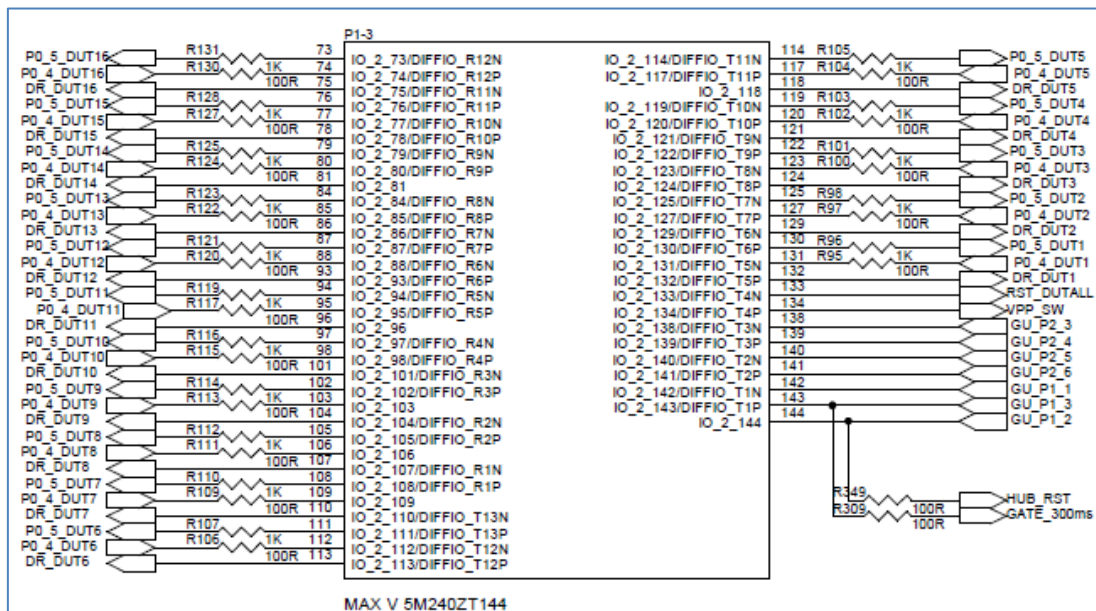 P1-3
P0_5_DUT16 R131 73 IO_2_73/DIFFIO_R12N
P0_4_DUT16 R130 1K 74 IO_2_74/DIFFIO_R12P
DR_DUT16 100R 75 IO_2_75/DIFFIO_R11N
P0_5_DUT15 R128 76 IO_2_76/DIFFIO_R11P
P0_4_DUT15 R127 1K 77 IO_2_77/DIFFIO_R10N
DR_DUT15 100R 78 IO_2_78/DIFFIO_R10P
P0_5_DUT14 R125 79 IO_2_79/DIFFIO_R9N
P0_4_DUT14 R124 1K 80 IO_2_80/DIFFIO_R9P
DR_DUT14 100R 81 IO_2_81
P0_5_DUT13 R123 84 IO_2_84/DIFFIO_R8N
P0_4_DUT13 R122 1K 85 IO_2_85/DIFFIO_R8P
DR_DUT13 100R 86 IO_2_86/DIFFIO_R7N
P0_5_DUT12 R121 87 IO_2_87/DIFFIO_R7P
P0_4_DUT12 R120 1K 88 IO_2_88/DIFFIO_R6N
DR_DUT12 100R 93 IO_2_93/DIFFIO_R6P
P0_5_DUT11 R119 94 IO_2_94/DIFFIO_R5N
P0_4_DUT11 R117 1K 95 IO_2_95/DIFFIO_R5P
DR_DUT11 100R 96 IO_2_96
P0_5_DUT10 R116 97 IO_2_97/DIFFIO_R4N
P0_4_DUT10 R115 1K 98 IO_2_98/DIFFIO_R4P
DR_DUT10 100R 101 IO_2_101/DIFFIO_R3N
P0_5_DUT9 R114 102 IO_2_102/DIFFIO_R3P
P0_4_DUT9 R113 1K 103 IO_2_103
DR_DUT9 100R 104 IO_2_104/DIFFIO_R2N
P0_5_DUT8 R112 105 IO_2_105/DIFFIO_R2P
P0_4_DUT8 R111 1K 106 IO_2_106
DR_DUT8 100R 107 IO_2_107/DIFFIO_R1N
P0_5_DUT7 R110 108 IO_2_108/DIFFIO_R1P
P0_4_DUT7 R109 1K 109 IO_2_109
DR_DUT7 100R 110 IO_2_110/DIFFIO_T13N
P0_5_DUT6 R107 111 IO_2_111/DIFFIO_T13P
P0_4_DUT6 R106 1K 112 IO_2_112/DIFFIO_T12N
DR_DUT6 100R 113 IO_2_113/DIFFIO_T12P
IO_2_114/DIFFIO_T11N 114 R105 P0_5_DUT5
IO_2_117/DIFFIO_T11P 117 R104 1K P0_4_DUT5
IO_2_118 118 100R DR_DUT5
IO_2_119/DIFFIO_T10N 119 R103 P0_5_DUT4
IO_2_120/DIFFIO_T10P 120 R102 1K P0_4_DUT4
IO_2_121/DIFFIO_T9N 121 100R DR_DUT4
IO_2_122/DIFFIO_T9P 122 R101 P0_5_DUT3
IO_2_123/DIFFIO_T8N 123 R100 1K P0_4_DUT3
IO_2_124/DIFFIO_T8P 124 100R DR_DUT3
IO_2_125/DIFFIO_T7N 125 R98 P0_5_DUT2
IO_2_127/DIFFIO_T7P 127 R97 1K P0_4_DUT2
IO_2_129/DIFFIO_T6N 129 100R DR_DUT2
IO_2_130/DIFFIO_T6P 130 R96 P0_5_DUT1
IO_2_131/DIFFIO_T5N 131 R95 1K P0_4_DUT1
IO_2_132/DIFFIO_T5P 132 100R DR_DUT1
IO_2_133/DIFFIO_T4N 133 RST_DUTALL
IO_2_134/DIFFIO_T4P 134 VPP_SW
IO_2_138/DIFFIO_T3N 138 GU_P2_3
IO_2_139/DIFFIO_T3P 139 GU_P2_4
IO_2_140/DIFFIO_T2N 140 GU_P2_5
IO_2_141/DIFFIO_T2P 141 GU_P2_6
IO_2_142/DIFFIO_T1N 142 GU_P1_1
IO_2_143/DIFFIO_T1P 143 GU_P1_3
IO_2_144 144 GU_P1_2
R349 100R HUB_RST
R309 100R GATE_300ms
MAX V 5M240ZT144